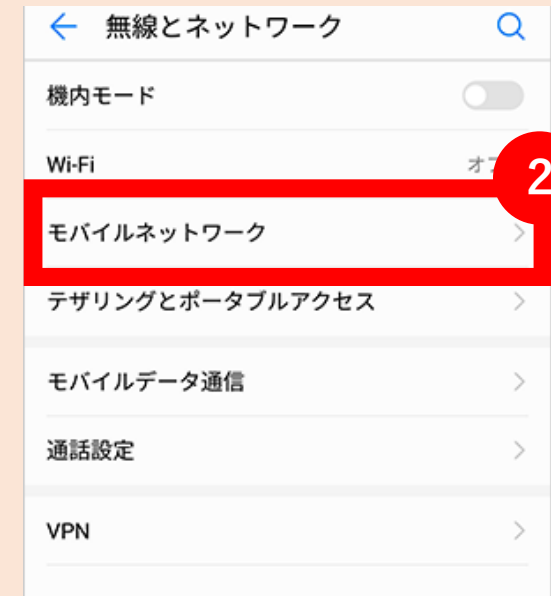 無線とネットワーク
機内モード
Wi-Fi
2
モバイルネットワーク
テザリングとポータブルアクセス
モバイルデータ通信
通話設定
VPN